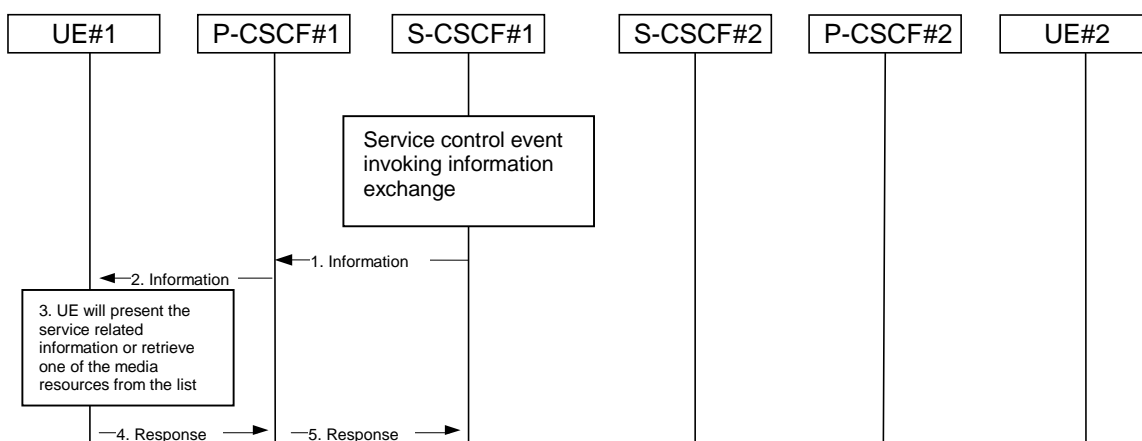 UE#1
P-CSCF#1
S-CSCF#1
S-CSCF#2
P-CSCF#2
UE#2
Service control event
invoking information
exchange
1. Information
2. Information
3. UE will present the
service related
information or retrieve
one of the media
resources from the list
4. Response
5. Response